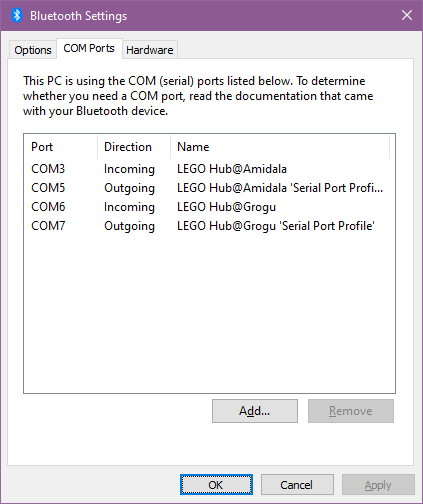 Bluetooth Settings
Options
COM Ports
Hardware
This PC is using the COM (serial) ports listed below. To determine
whether you need a COM port, read the documentation that came
with your Bluetooth device.
Port Direction Name
COM3 Incoming LEGO Hub@Amidala
COM5 Outgoing LEGO Hub@Amidala 'Serial Port Profi...
COM6 Incoming LEGO Hub@Grogu
COM7 Outgoing LEGO Hub@Grogu 'Serial Port Profile'
Add... Remove
OK Cancel Apply